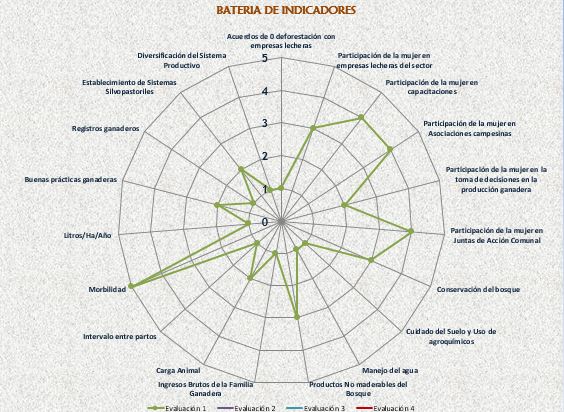 BATERIA DE INDICADORES
Acuerdos de 0 deforestación con
empresas lecheras
Participación de la mujer en
empresas lecheras del sector
Participación de la mujer en
capacitaciones
Participación de la mujer en
Asociaciones campesinas
Participación de la mujer en la
toma de decisiones en la
producción ganadera
Participación de la mujer en
Juntas de Acción Comunal
Conservación del bosque
Cuidado del Suelo y Uso de
agroquímicos
Manejo del agua
Productos No maderables del
Bosque
Ingresos Brutos de la Familia
Ganadera
Carga Animal
Intervalo entre partos
Morbilidad
Litros/Ha/Año
Buenas prácticas ganaderas
Registros ganaderos
Establecimiento de Sistemas
Silvopastoriles
Diversificación del Sistema
Productivo
5
4
3
2
1
0
Evaluación 1 Evaluación 2 Evaluación 3 Evaluación 4